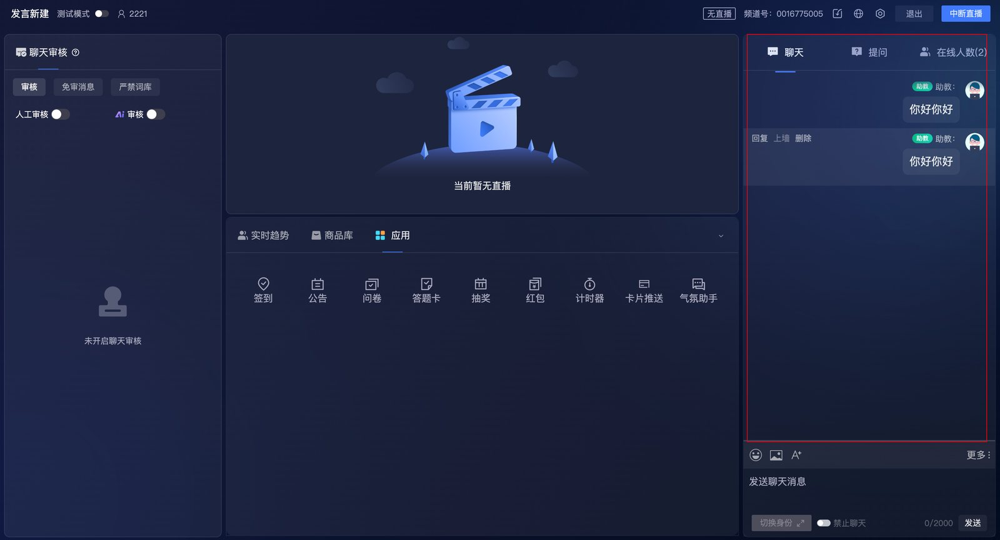 发言新建 测试模式 2221 无直播 频道号：0016775005 退出 中断直播
聊天审核
审核 免审消息 严禁词库
人工审核 Ai 审核
未开启聊天审核
当前暂无直播
实时趋势 商品库 应用
签到 公告 问卷 答题卡 抽奖 红包 计时器 卡片推送 气氛助手
聊天 提问 在线人数(2)
助教 助教：
你好你好
回复 上墙 删除 助教 助教：
你好你好
更多
发送聊天消息
切换身份 禁止聊天 0/2000 发送